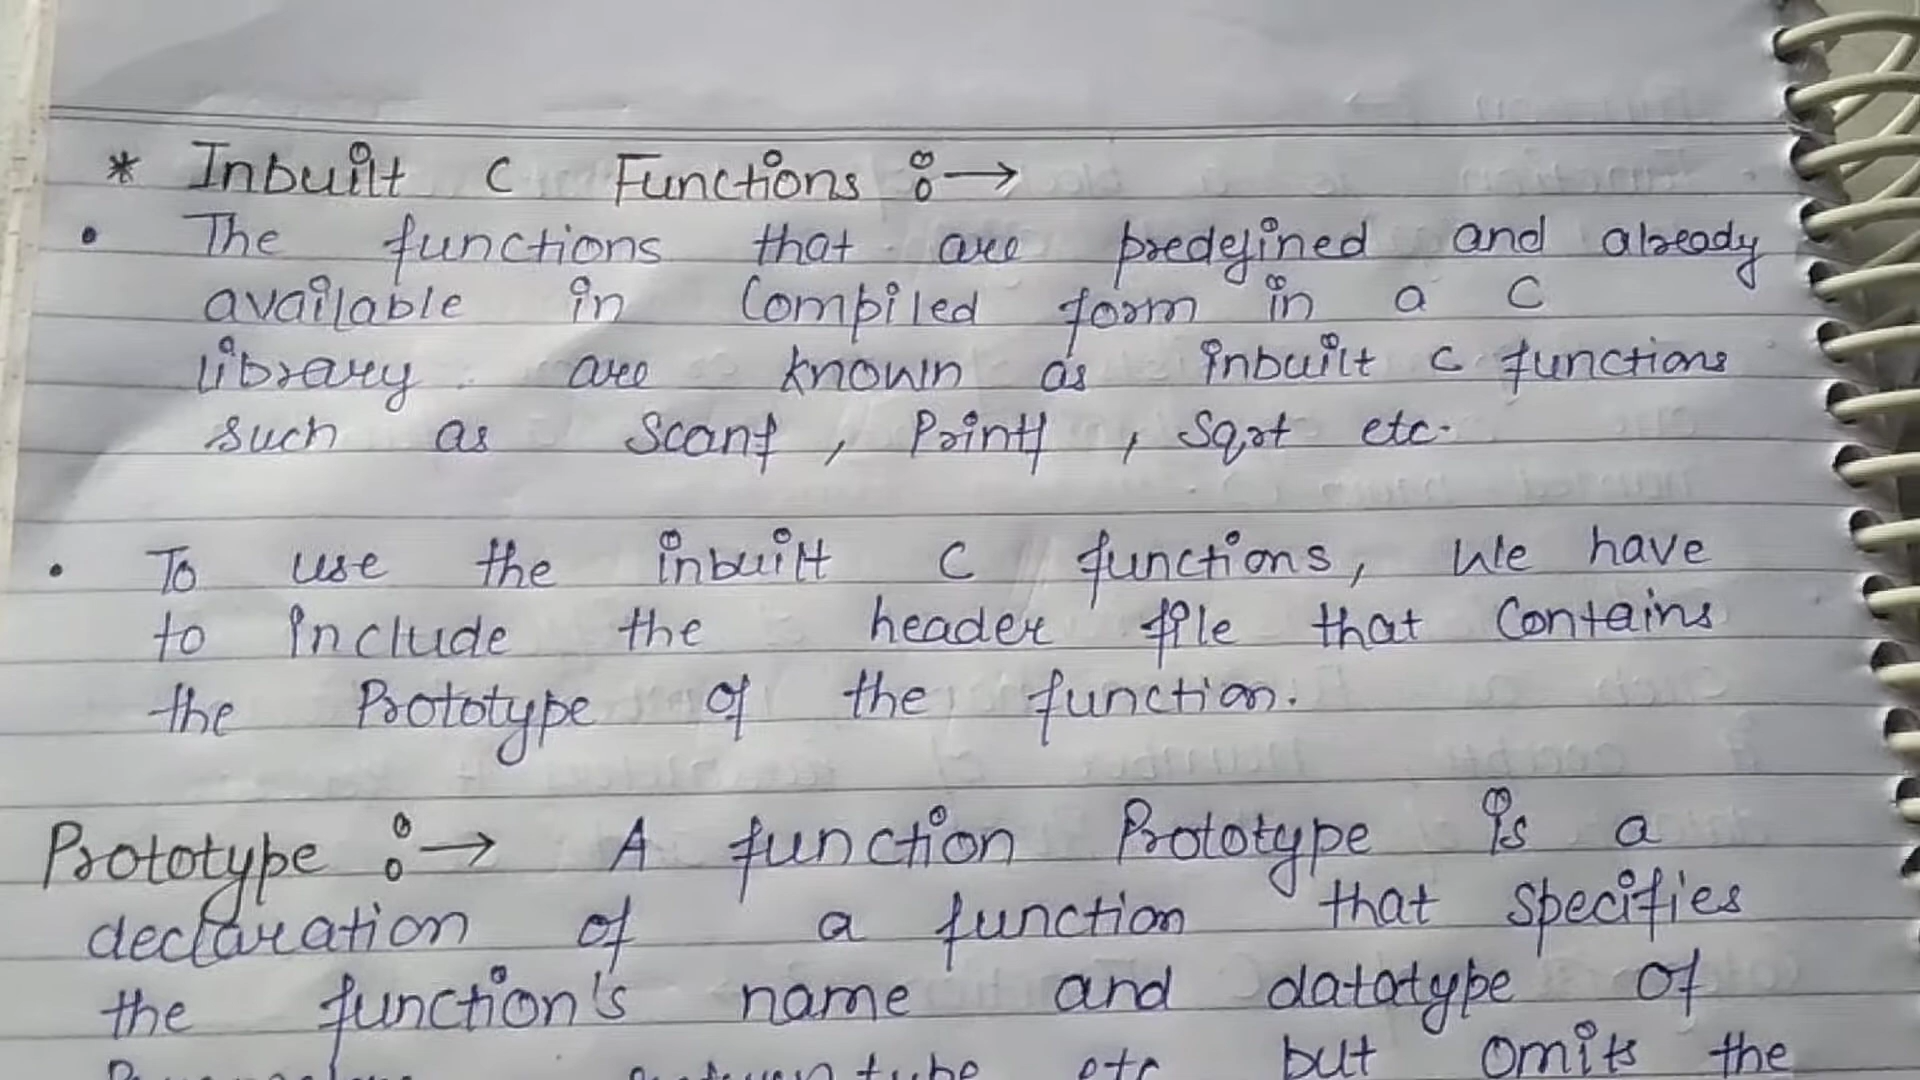 * Inbuilt C Functions :→
• The functions that are predefined and already
available in Compiled form in a C
library are known as inbuilt C functions
such as Scanf, Printf, Sqrt etc.
• To use the inbuilt C functions, We have
to include the header file that Contains
the Prototype of the function.
Prototype :→ A function Prototype is a
declaration of a function that specifies
the function's name and datatype of
etc but omits the